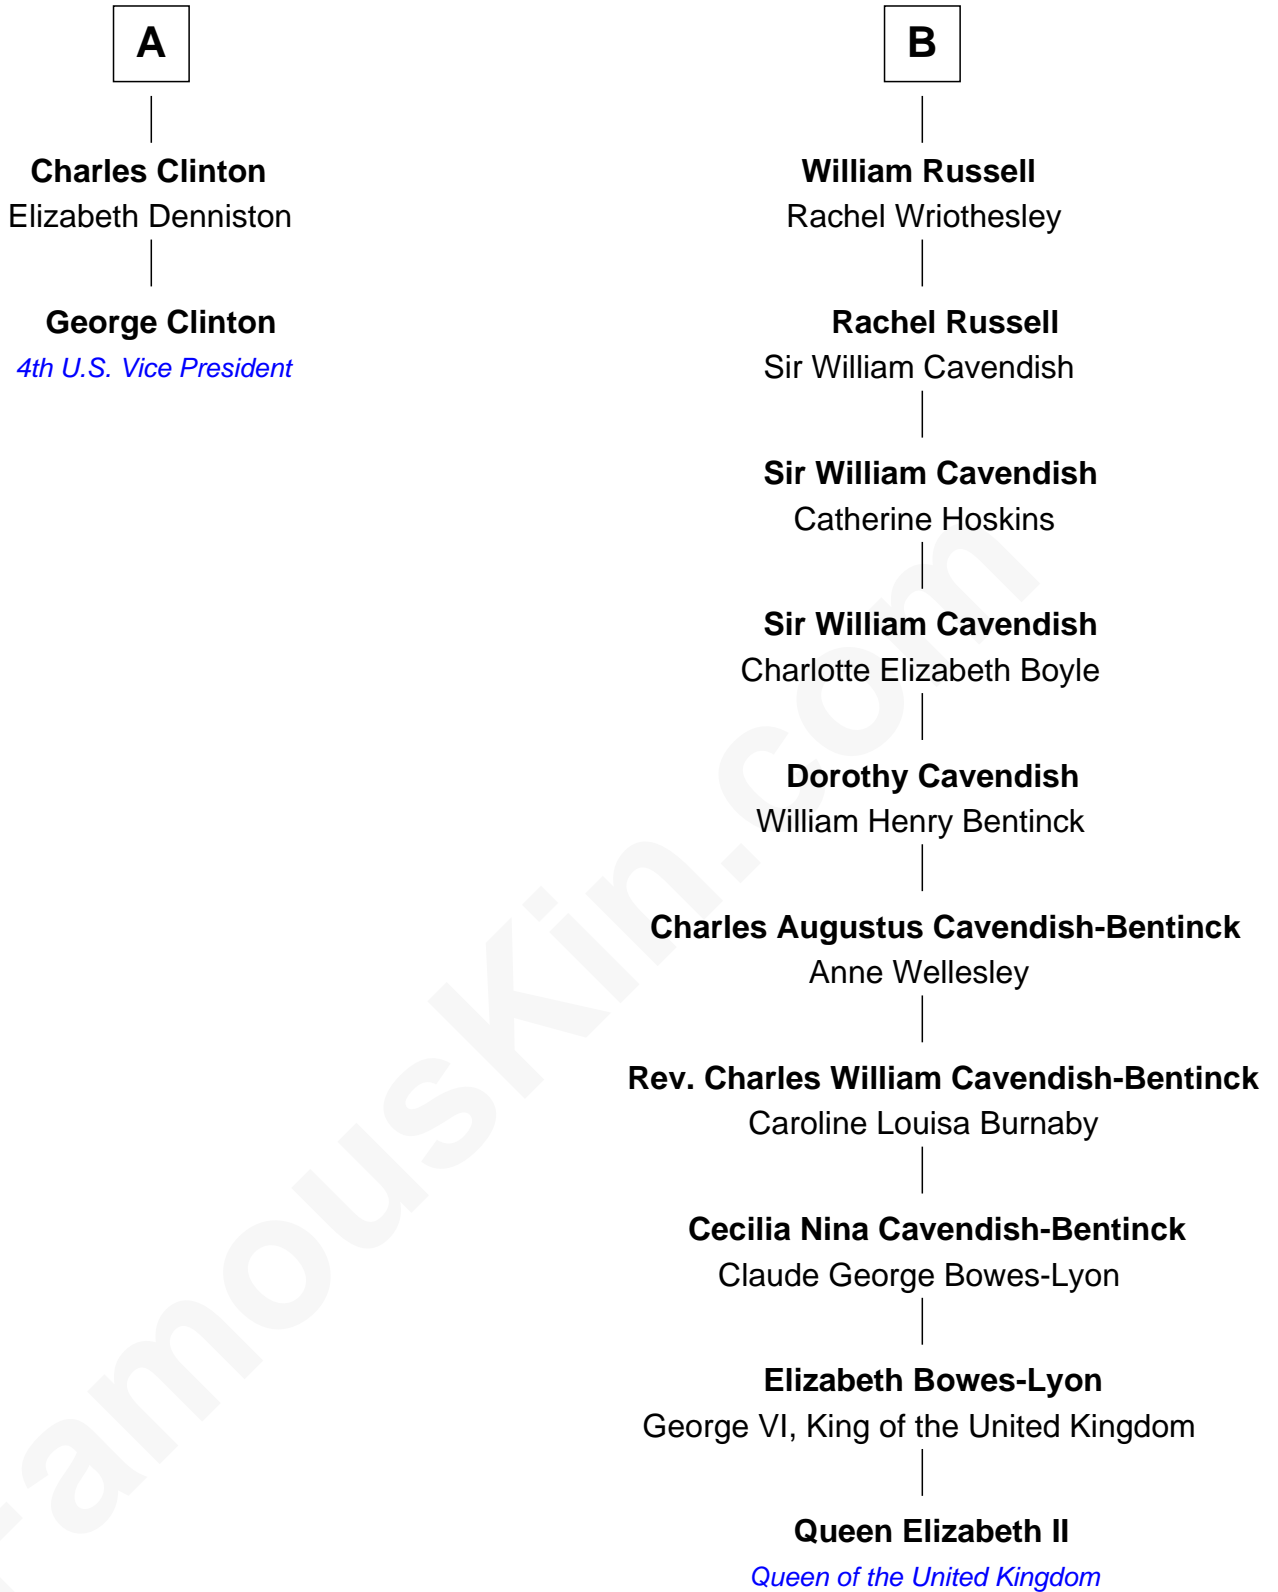 A
Charles Clinton
Elizabeth Denniston
George Clinton
4th U.S. Vice President
B
William Russell
Rachel Wriothesley
Rachel Russell
Sir William Cavendish
Sir William Cavendish
Catherine Hoskins
Sir William Cavendish
Charlotte Elizabeth Boyle
Dorothy Cavendish
William Henry Bentinck
Charles Augustus Cavendish-Bentinck
Anne Wellesley
Rev. Charles William Cavendish-Bentinck
Caroline Louisa Burnaby
Cecilia Nina Cavendish-Bentinck
Claude George Bowes-Lyon
Elizabeth Bowes-Lyon
George VI, King of the United Kingdom
Queen Elizabeth II
Queen of the United Kingdom
FamousKin.com